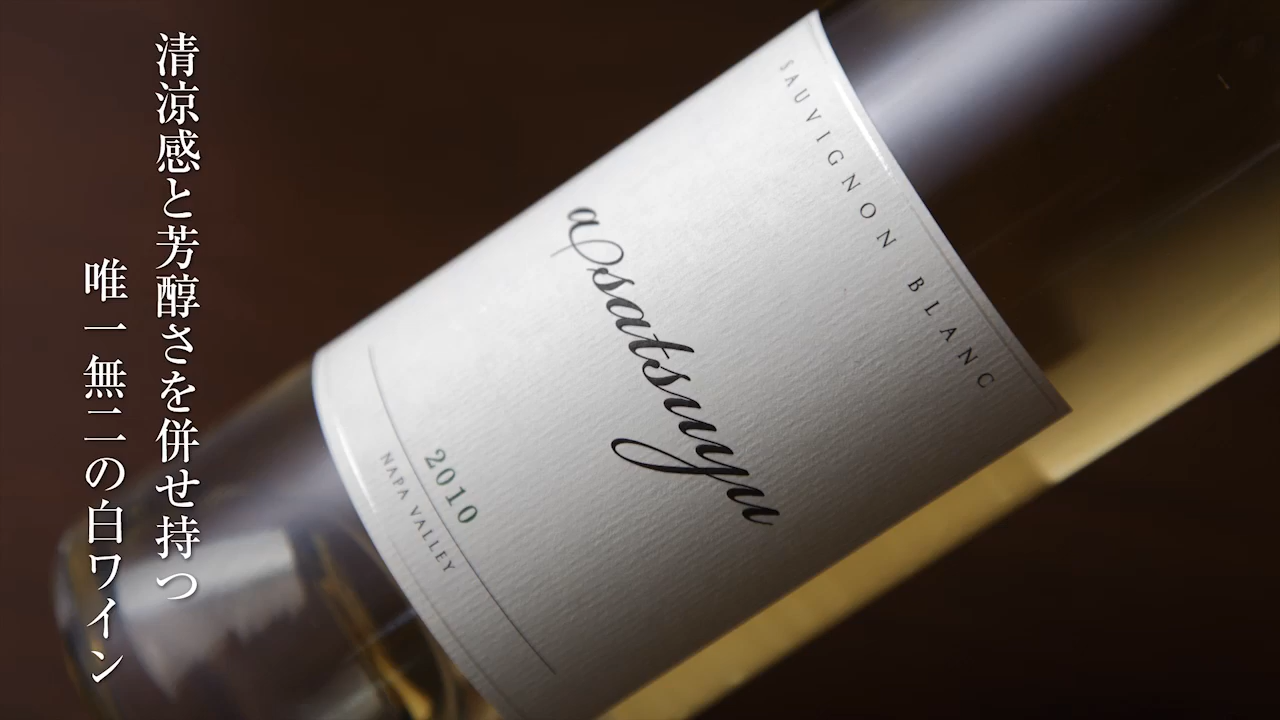 清涼感と芳醇さを併せ持つ
唯一無二の白ワイン
SAUVIGNON BLANC
asatsuyu
2010
NAPA VALLEY